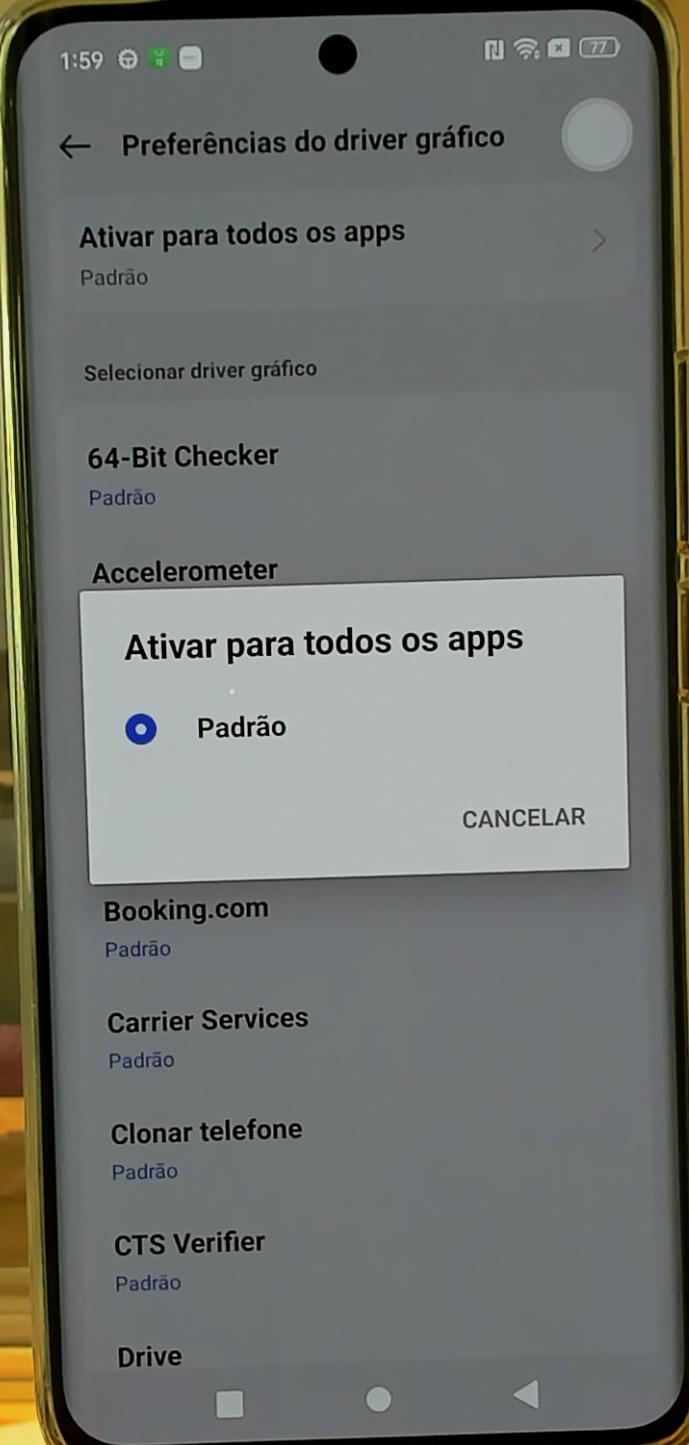 1:59
77
Preferências do driver gráfico
Ativar para todos os apps
Padrão
Selecionar driver gráfico
64-Bit Checker
Padrão
Accelerometer
Ativar para todos os apps
Padrão
CANCELAR
Booking.com
Padrão
Carrier Services
Padrão
Clonar telefone
Padrão
CTS Verifier
Padrão
Drive